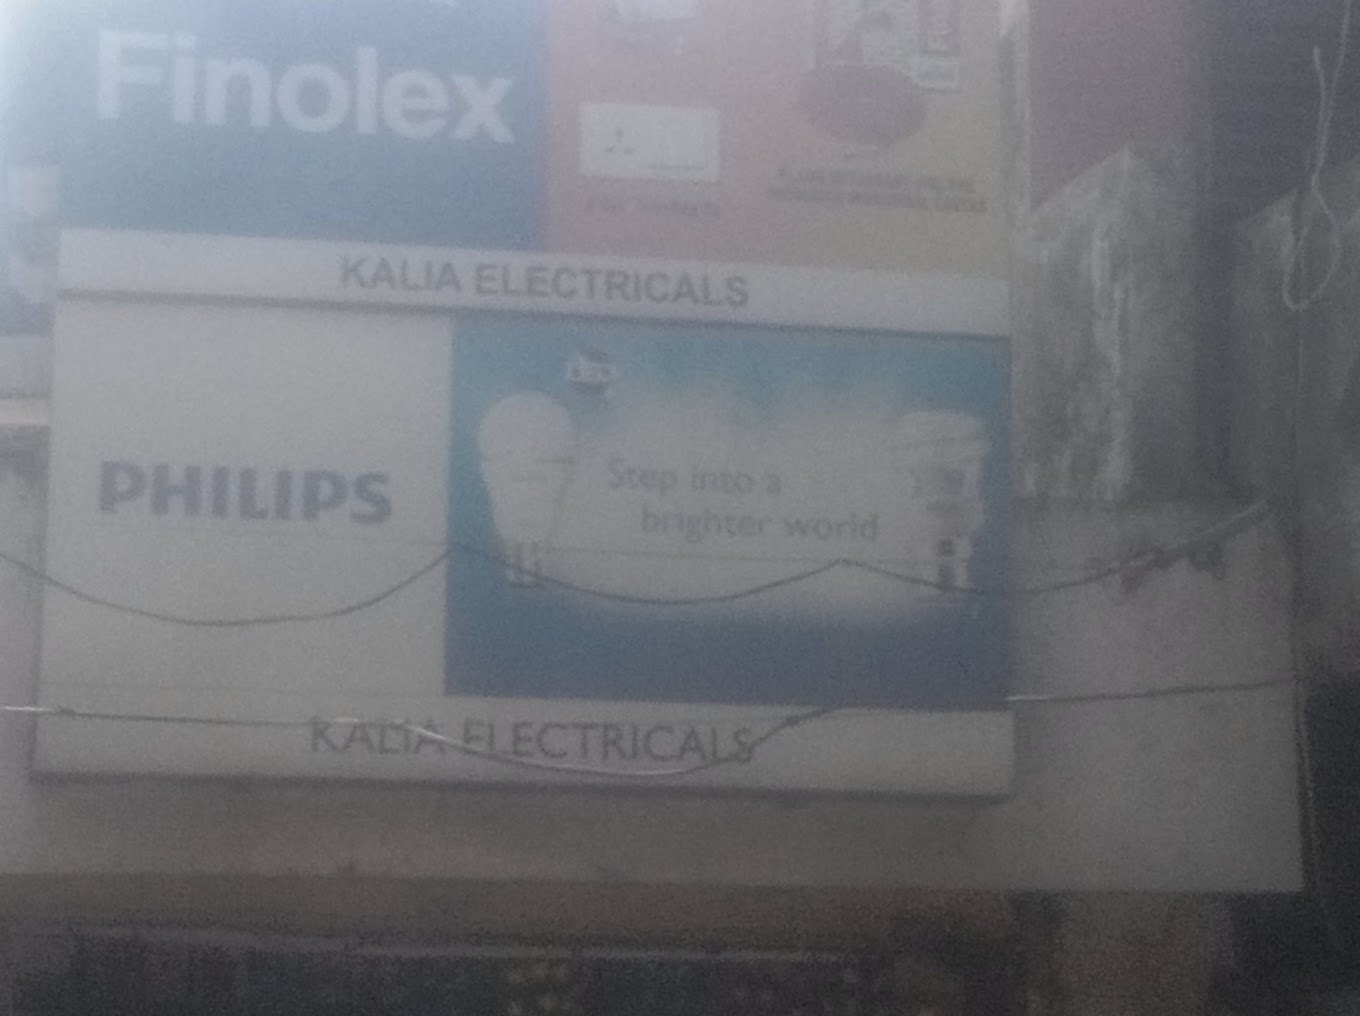 Finolex
KALIA ELECTRICALS
PHILIPS
Step into a
brighter world
KALIA ELECTRICALS